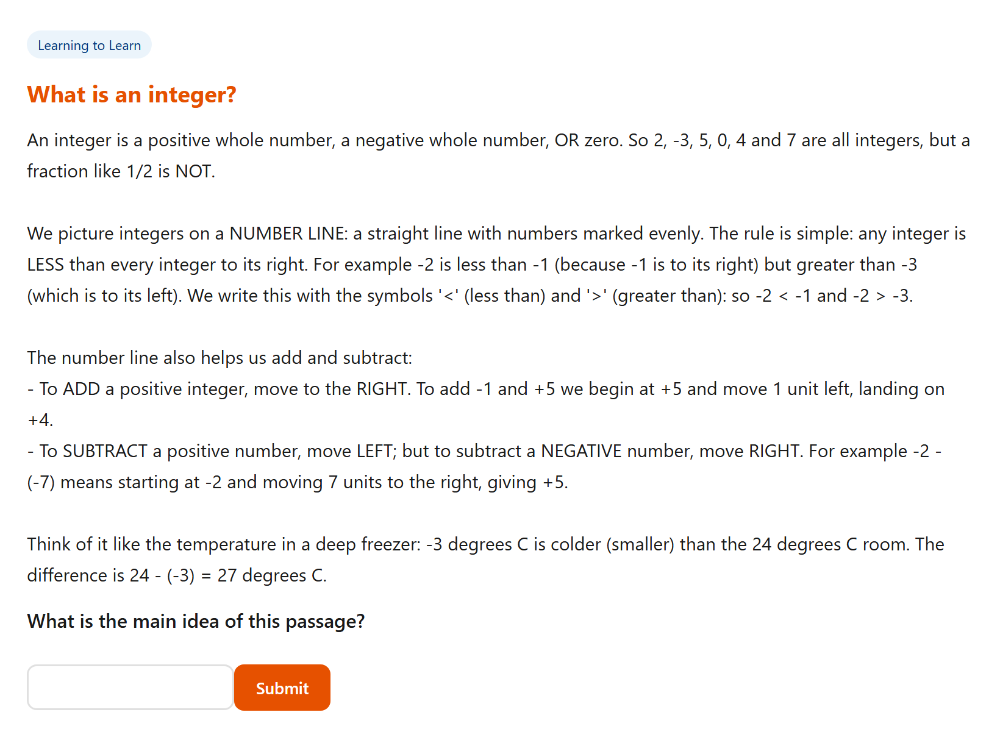 Learning to Learn
What is an integer?
An integer is a positive whole number, a negative whole number, OR zero. So 2, -3, 5, 0, 4 and 7 are all integers, but a
fraction like 1/2 is NOT.
We picture integers on a NUMBER LINE: a straight line with numbers marked evenly. The rule is simple: any integer is
LESS than every integer to its right. For example -2 is less than -1 (because -1 is to its right) but greater than -3
(which is to its left). We write this with the symbols '<' (less than) and '>' (greater than): so -2 < -1 and -2 > -3.
The number line also helps us add and subtract:
- To ADD a positive integer, move to the RIGHT. To add -1 and +5 we begin at +5 and move 1 unit left, landing on
+4.
- To SUBTRACT a positive number, move LEFT; but to subtract a NEGATIVE number, move RIGHT. For example -2 -
(-7) means starting at -2 and moving 7 units to the right, giving +5.
Think of it like the temperature in a deep freezer: -3 degrees C is colder (smaller) than the 24 degrees C room. The
difference is 24 - (-3) = 27 degrees C.
What is the main idea of this passage?
Submit